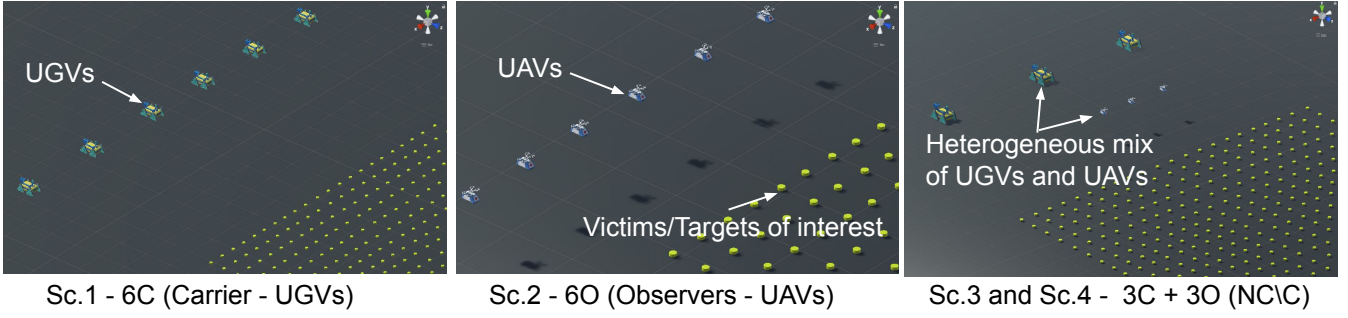 UGVs
UAVs
Victims/Targets of interest
Heterogeneous mix
of UGVs and UAVs
Sc.1 - 6C (Carrier - UGVs)
Sc.2 - 6O (Observers - UAVs)
Sc.3 and Sc.4 - 3C + 3O (NC\C)